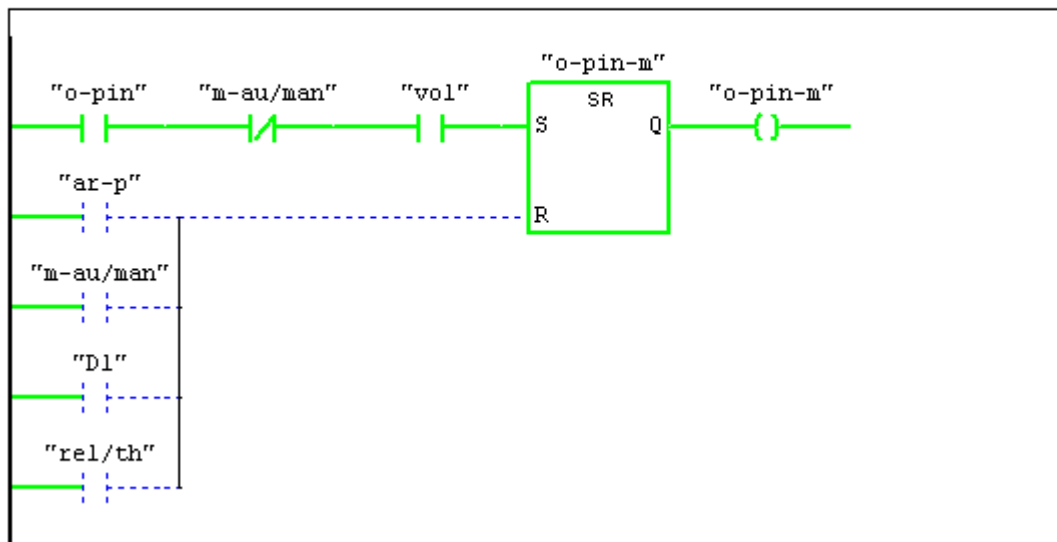 "o-pin-m"
"o-pin" "m-au/man" "vol" SR "o-pin-m"
S Q
"ar-p"
R
"m-au/man"
"D1"
"rel/th"